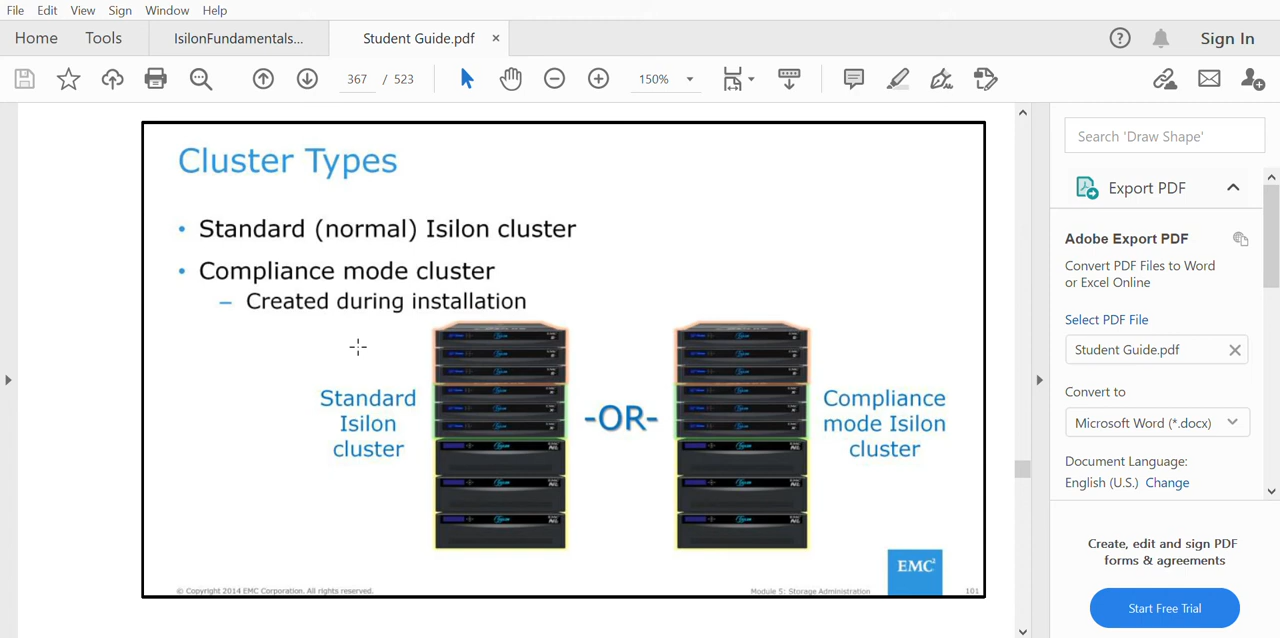 File Edit View Sign Window Help
Home Tools IsilonFundamentals... Student Guide.pdf × Sign In
367 / 523 150%
Cluster Types
• Standard (normal) Isilon cluster
• Compliance mode cluster
– Created during installation
Standard
Isilon
cluster
-OR-
Compliance
mode Isilon
cluster
EMC²
© Copyright 2014 EMC Corporation. All rights reserved. Module 5: Storage Administration 161
Search 'Draw Shape'
Export PDF
Adobe Export PDF
Convert PDF Files to Word
or Excel Online
Select PDF File
Student Guide.pdf
Convert to
Microsoft Word (*.docx)
Document Language:
English (U.S.) Change
Create, edit and sign PDF
forms & agreements
Start Free Trial